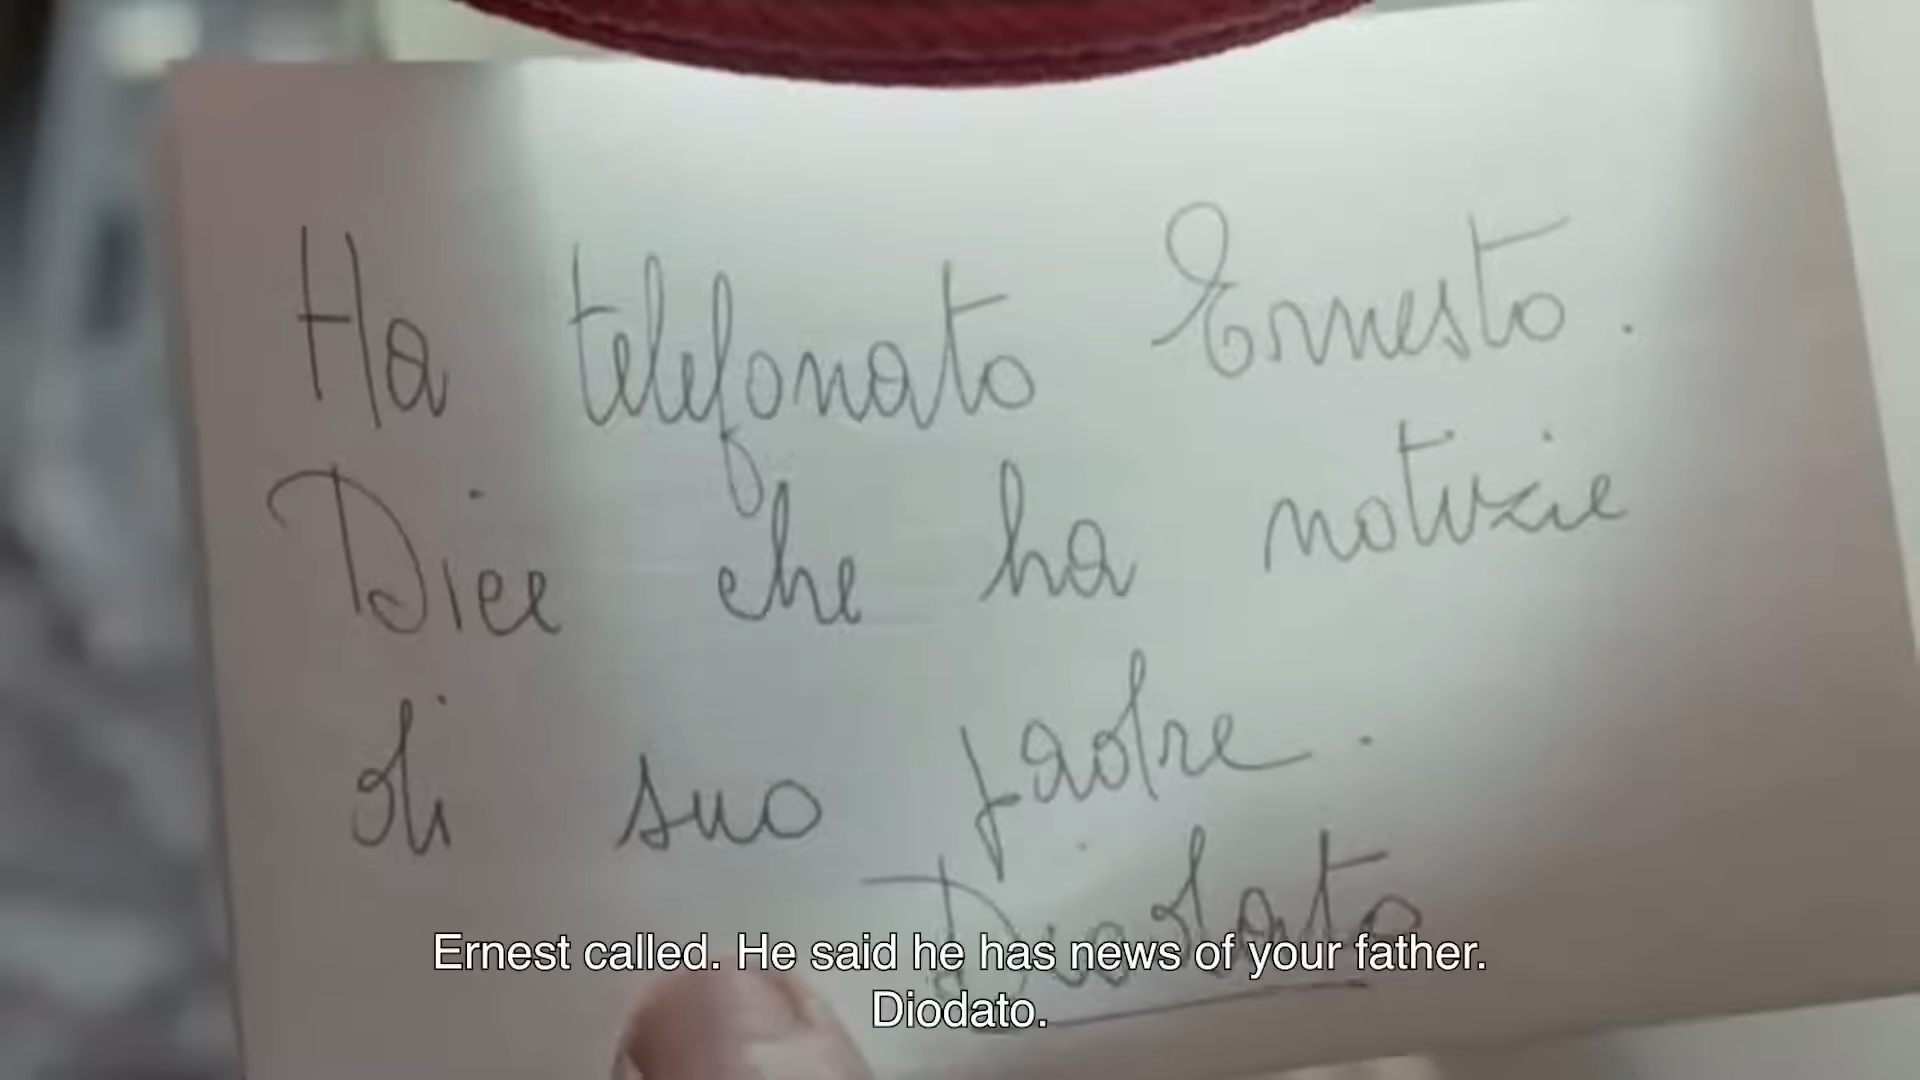 Ha telefonato Ernesto.
Dice che ha notizie
di suo padre.
Diodato
Ernest called. He said he has news of your father.
Diodato.